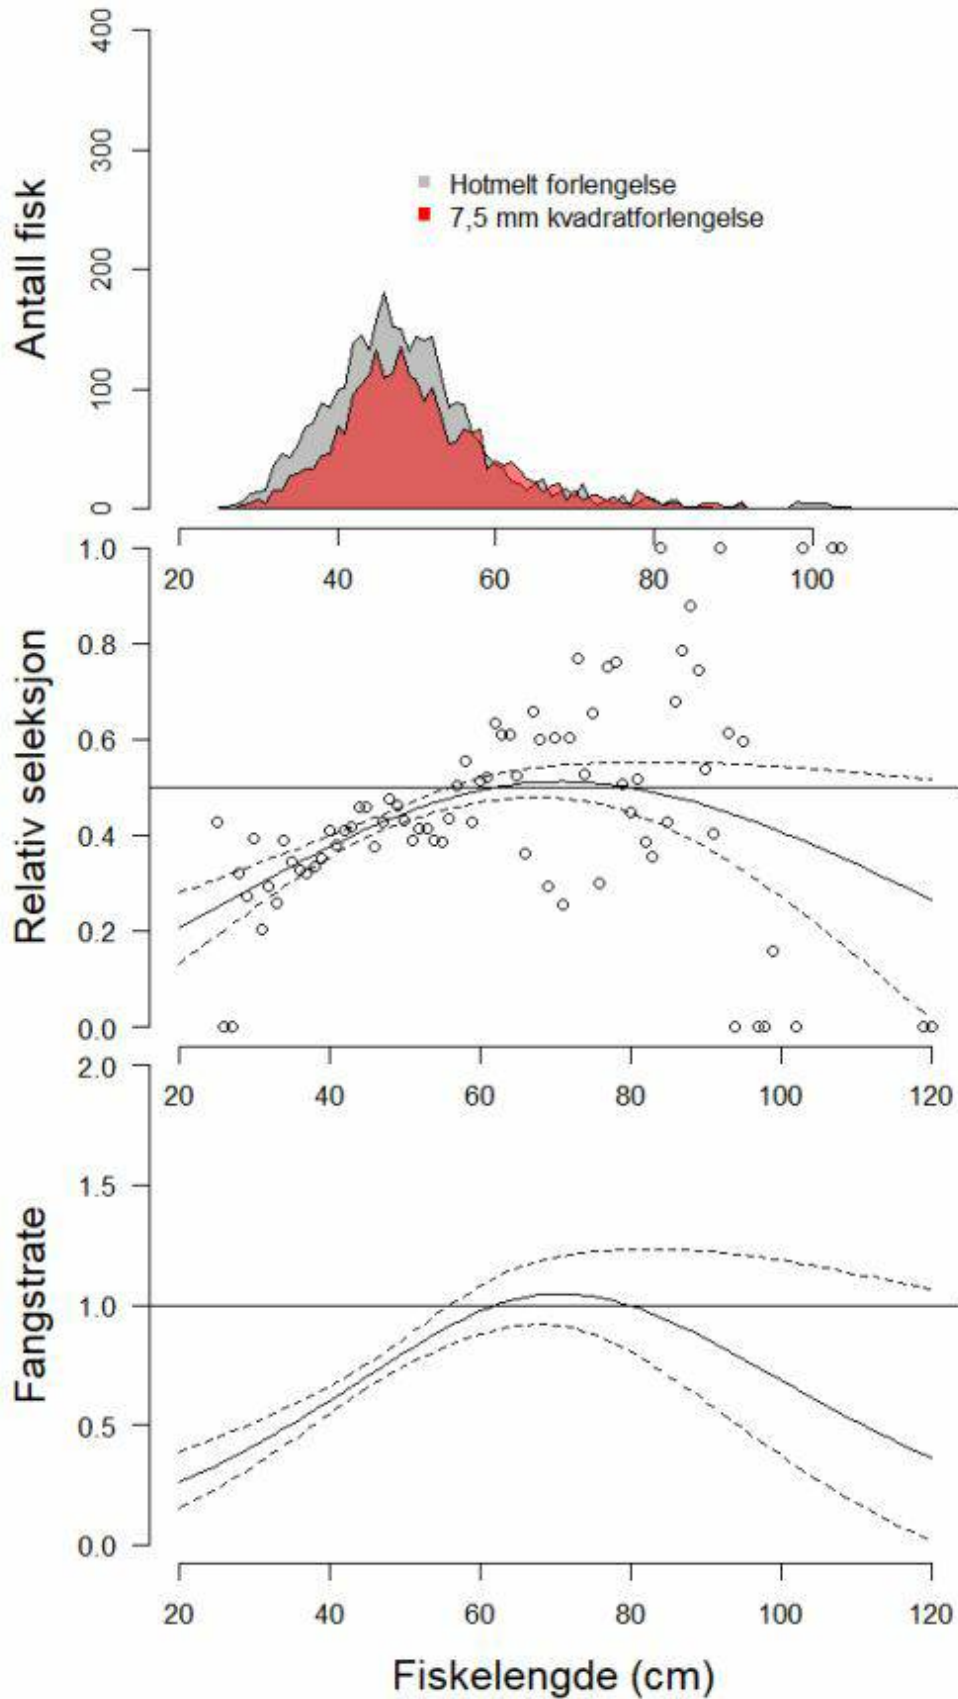 Antall fisk
400
300
200
100
0
Hotmelt forlengelse
7,5 mm kvadratforlengelse
20 40 60 80 100
Relativ seleksjon
1.0
0.8
0.6
0.4
0.2
0.0
20 40 60 80 100 120
Fangstrate
2.0
1.5
1.0
0.5
0.0
20 40 60 80 100 120
Fiskelengde (cm)